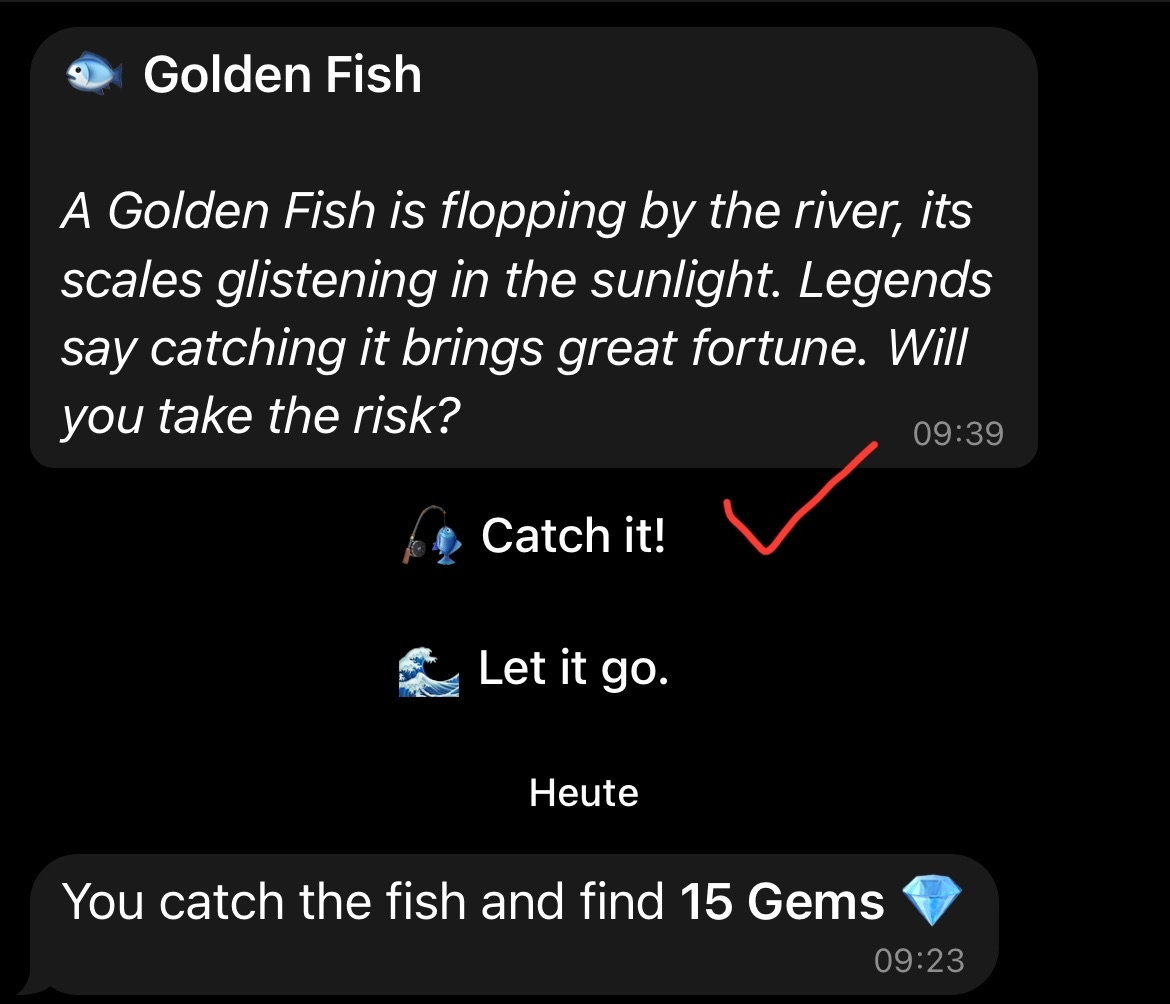 Golden Fish
A Golden Fish is flopping by the river, its
scales glistening in the sunlight. Legends
say catching it brings great fortune. Will
you take the risk?
09:39
Catch it!
Let it go.
Heute
You catch the fish and find 15 Gems
09:23